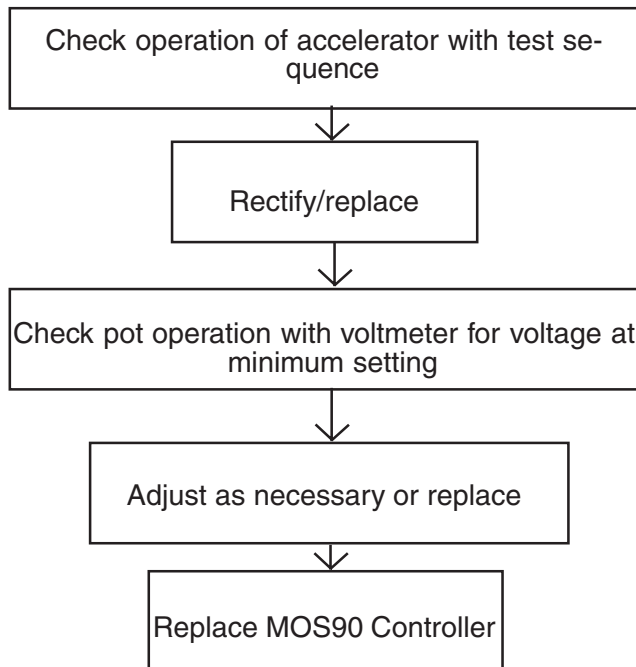 Check operation of accelerator with test se-
quence
Rectify/replace
Check pot operation with voltmeter for voltage at
minimum setting
Adjust as necessary or replace
Replace MOS90 Controller